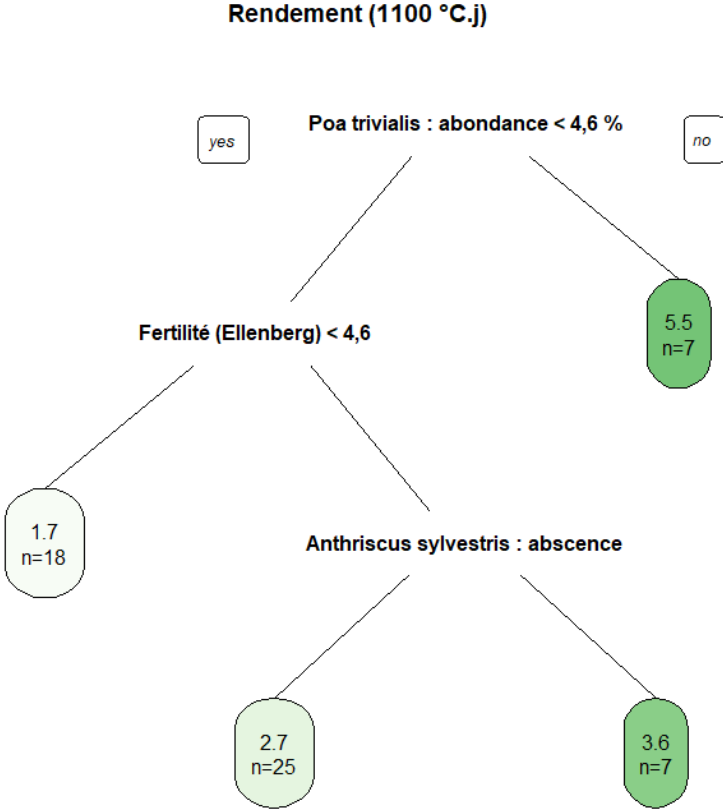 Rendement (1100 °C.j)
yes
Poa trivialis : abondance < 4,6 %
no
Fertilité (Ellenberg) < 4,6
5.5
n=7
1.7
n=18
Anthriscus sylvestris : abscence
2.7
n=25
3.6
n=7